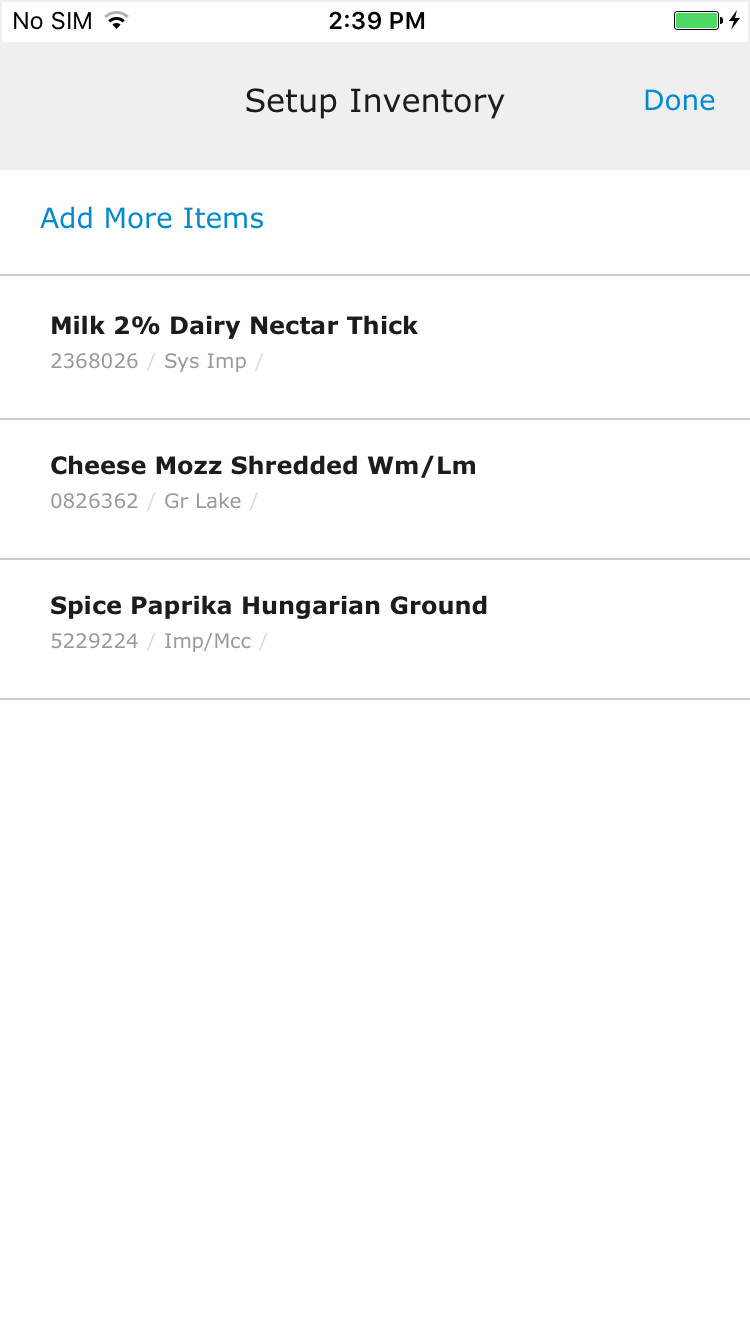 No SIM 2:39 PM
Setup Inventory Done
Add More Items
Milk 2% Dairy Nectar Thick
2368026 / Sys Imp /
Cheese Mozz Shredded Wm/Lm
0826362 / Gr Lake /
Spice Paprika Hungarian Ground
5229224 / Imp/Mcc /